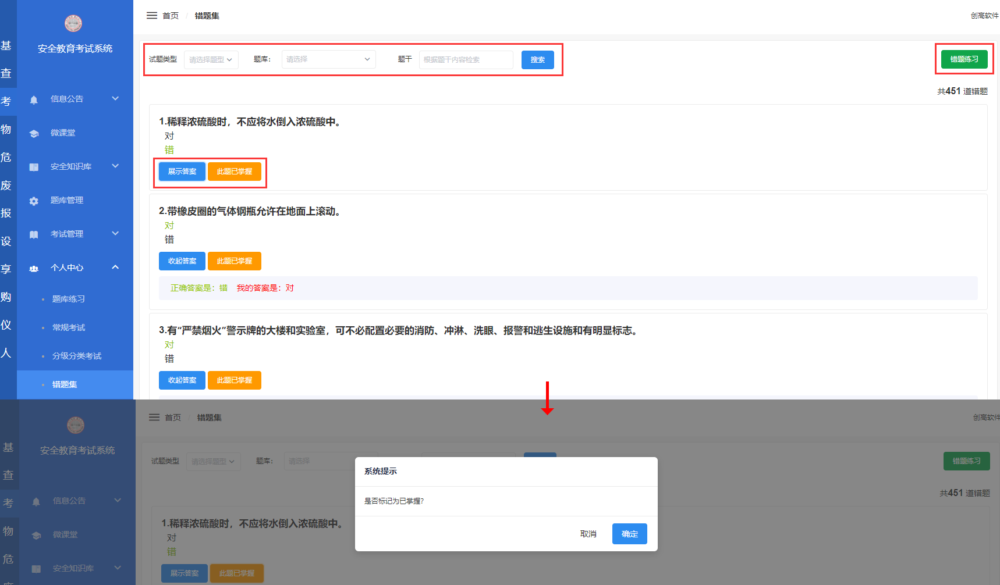 基
查
考
物
危
废
报
设
享
购
仪
人
安全教育考试系统
信息公告
微课堂
安全知识库
题库管理
考试管理
个人中心
题库练习
常规考试
分级分类考试
错题集
首页 / 错题集
创高软件
试题类型 请选择题型 题库： 请选择 题干 根据题干内容检索 搜索
错题练习
共451 道错题
1.稀释浓硫酸时，不应将水倒入浓硫酸中。
对
错
展示答案 此题已掌握
2.带橡皮圈的气体钢瓶允许在地面上滚动。
对
错
收起答案 此题已掌握
正确答案是：错 我的答案是：对
3.有“严禁烟火”警示牌的大楼和实验室，可不必配置必要的消防、冲淋、洗眼、报警和逃生设施和有明显标志。
对
错
收起答案 此题已掌握
基
查
考
物
危
安全教育考试系统
信息公告
微课堂
安全知识库
首页 / 错题集
创高软件
试题类型 请选择题型 题库： 请选择
错题练习
共451 道错题
1.稀释浓硫酸时，不应将水倒入浓硫酸中。
对
错
展示答案 此题已掌握
系统提示
是否标记为已掌握?
取消 确定